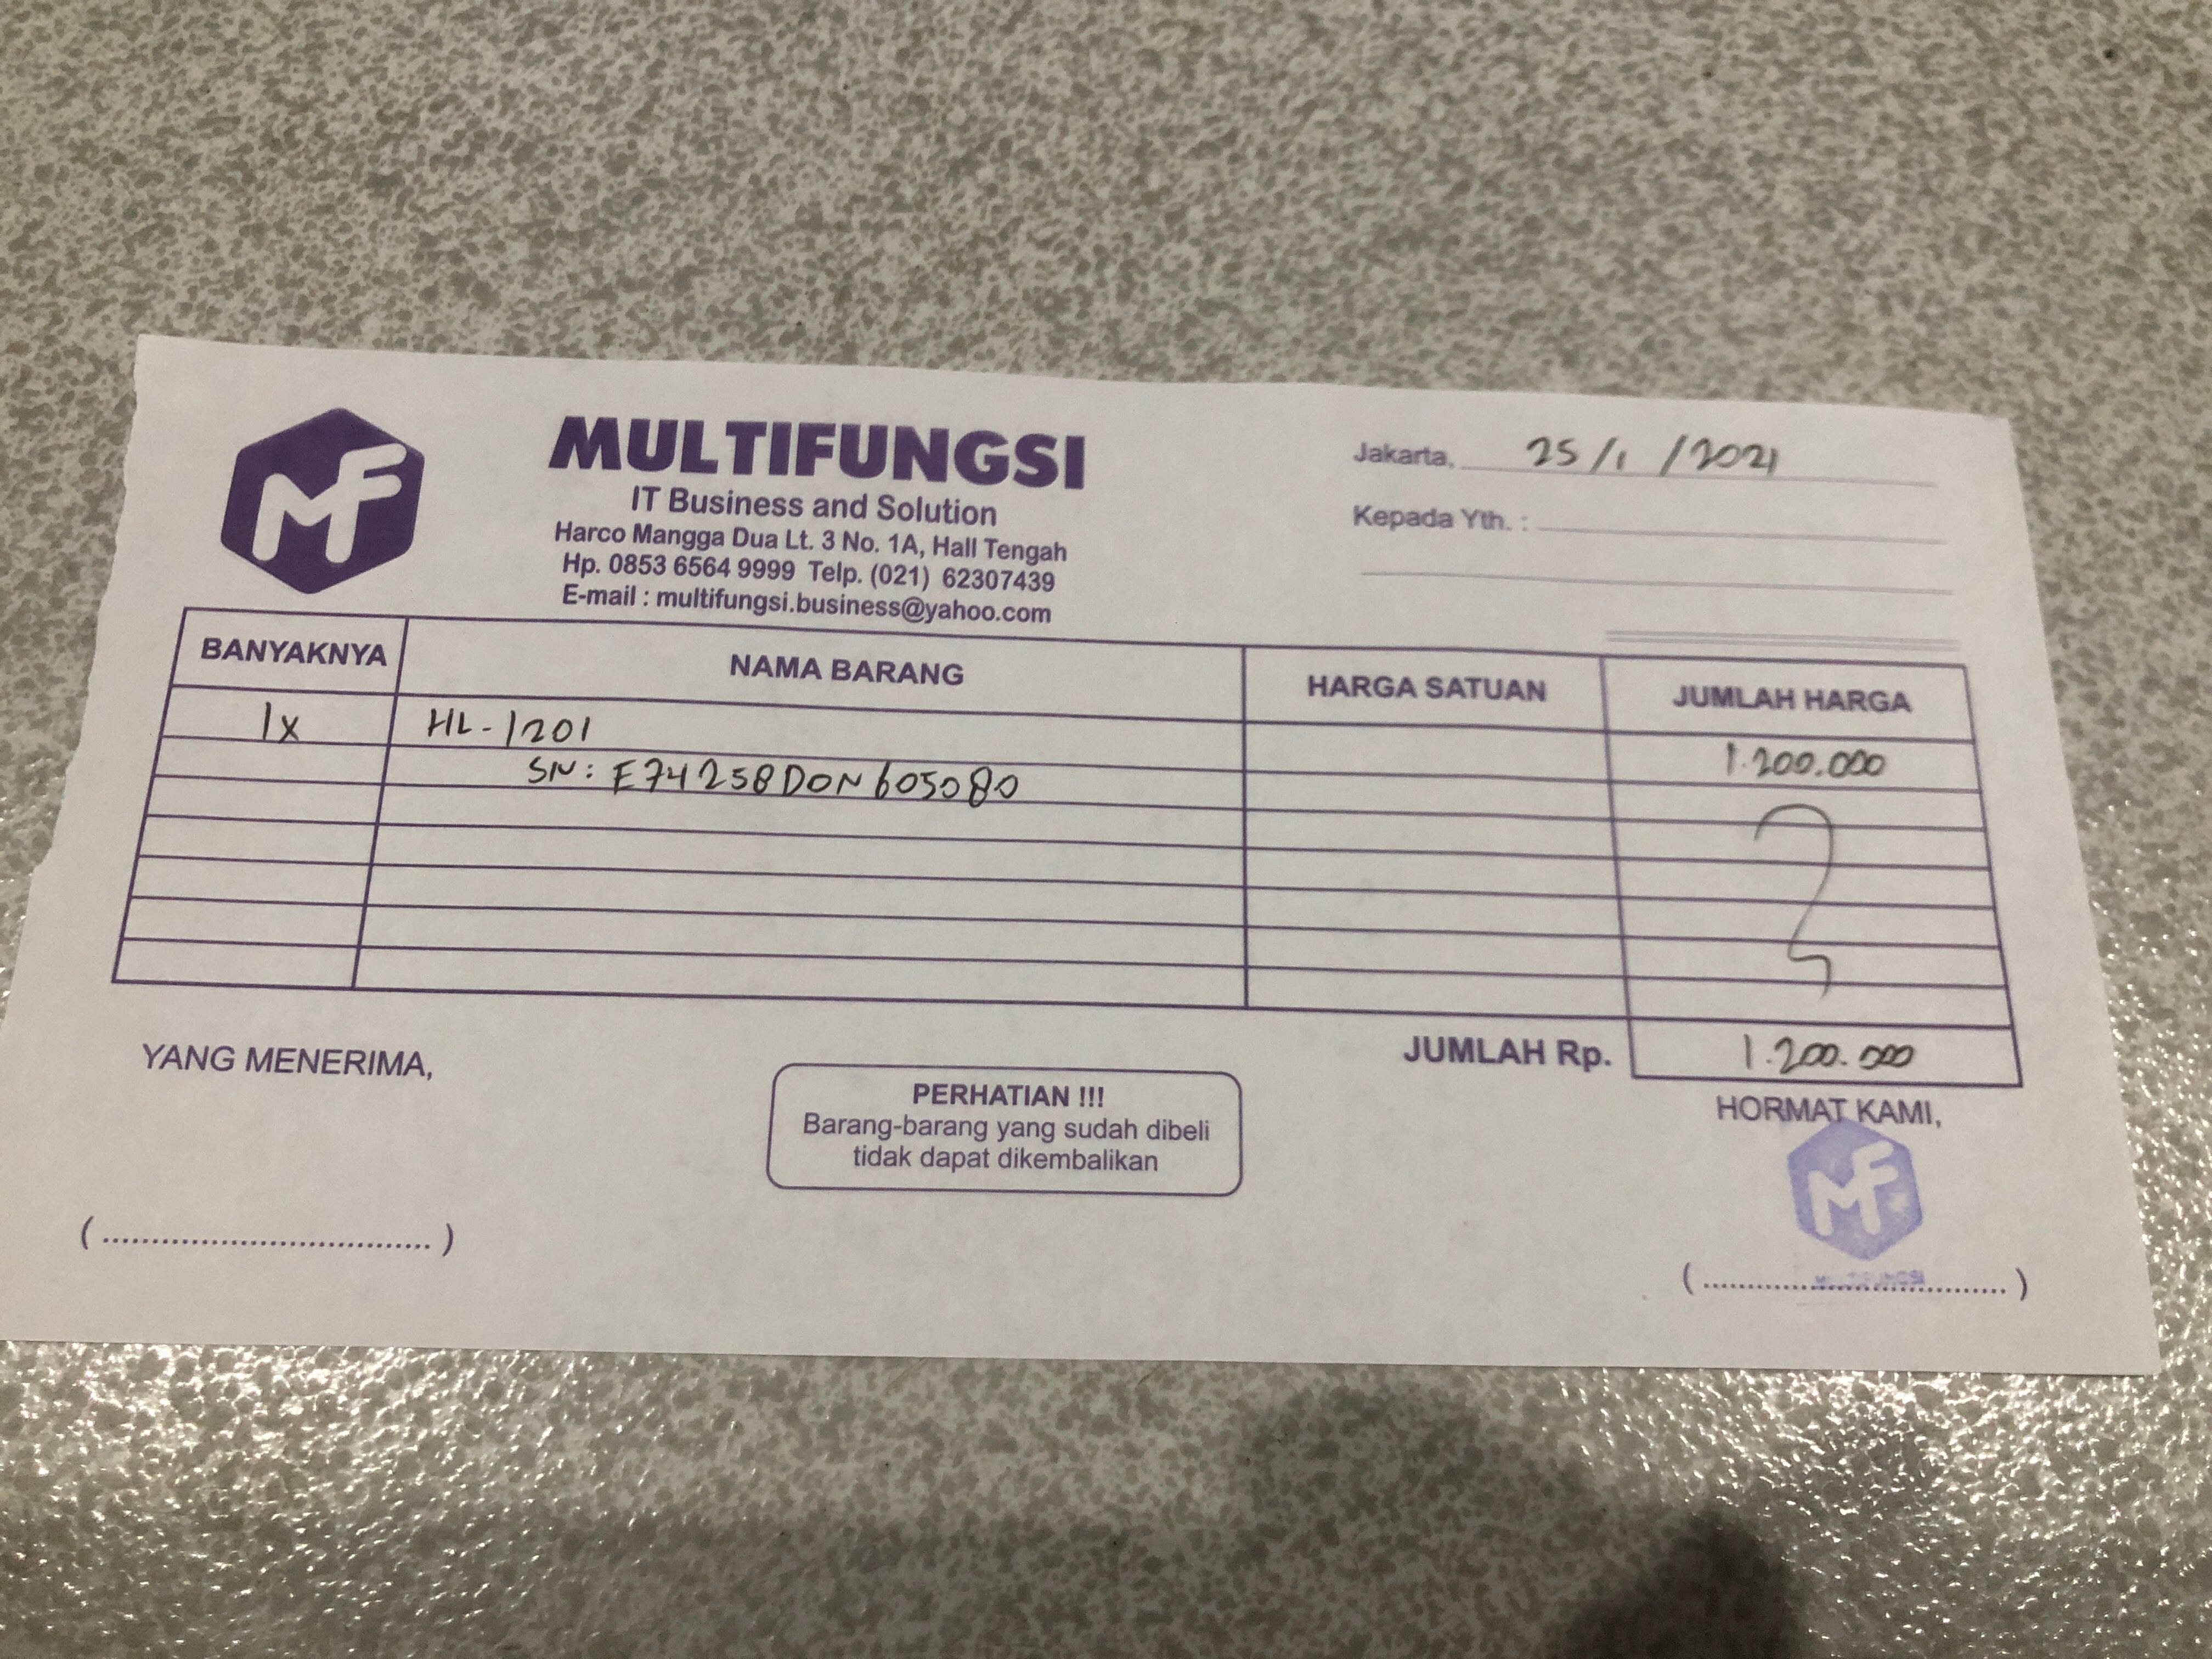 MF
MULTIFUNGSI
IT Business and Solution
Harco Mangga Dua Lt. 3 No. 1A, Hall Tengah
Hp. 0853 6564 9999 Telp. (021) 62307439
E-mail : multifungsi.business@yahoo.com
Jakarta, 25/1/2021
Kepada Yth. :
BANYAKNYA NAMA BARANG HARGA SATUAN JUMLAH HARGA
1x HL-1201 1.200.000
SN: E74258D0N605080
JUMLAH Rp. 1.200.000
YANG MENERIMA,
PERHATIAN !!!
Barang-barang yang sudah dibeli
tidak dapat dikembalikan
HORMAT KAMI,
MF
MULTIFUNGSI
(..................................)
(..................................)